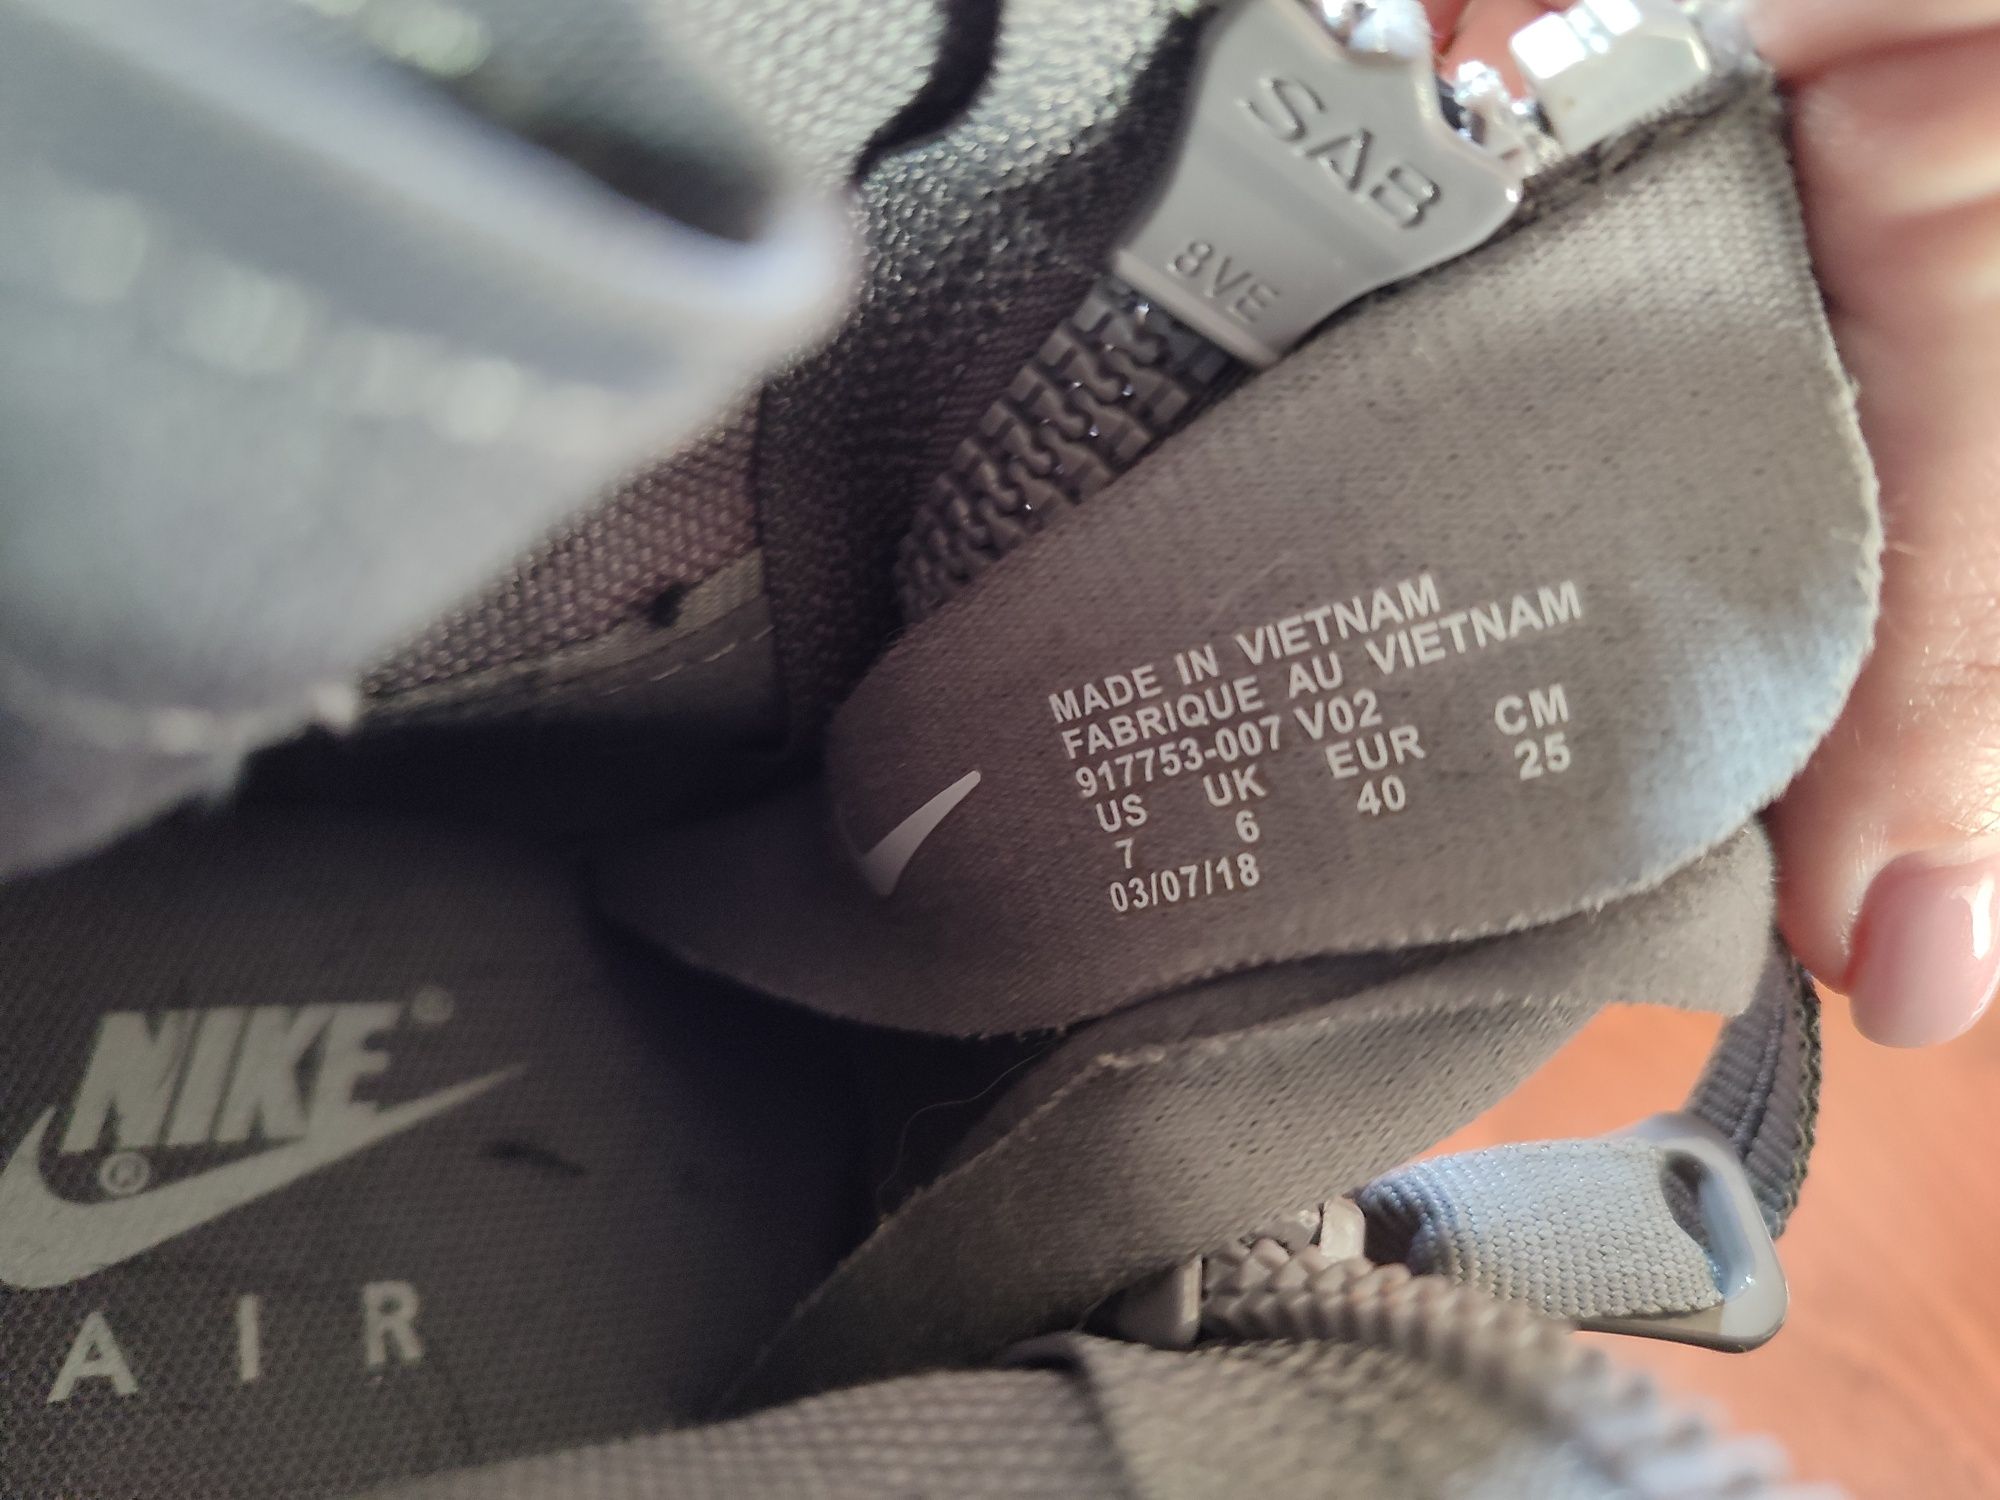 SAB
8VE
MADE IN VIETNAM
FABRIQUE AU VIETNAM
917753-007 V02
US UK EUR CM
7 6 40 25
03/07/18
NIKE®
®
AIR